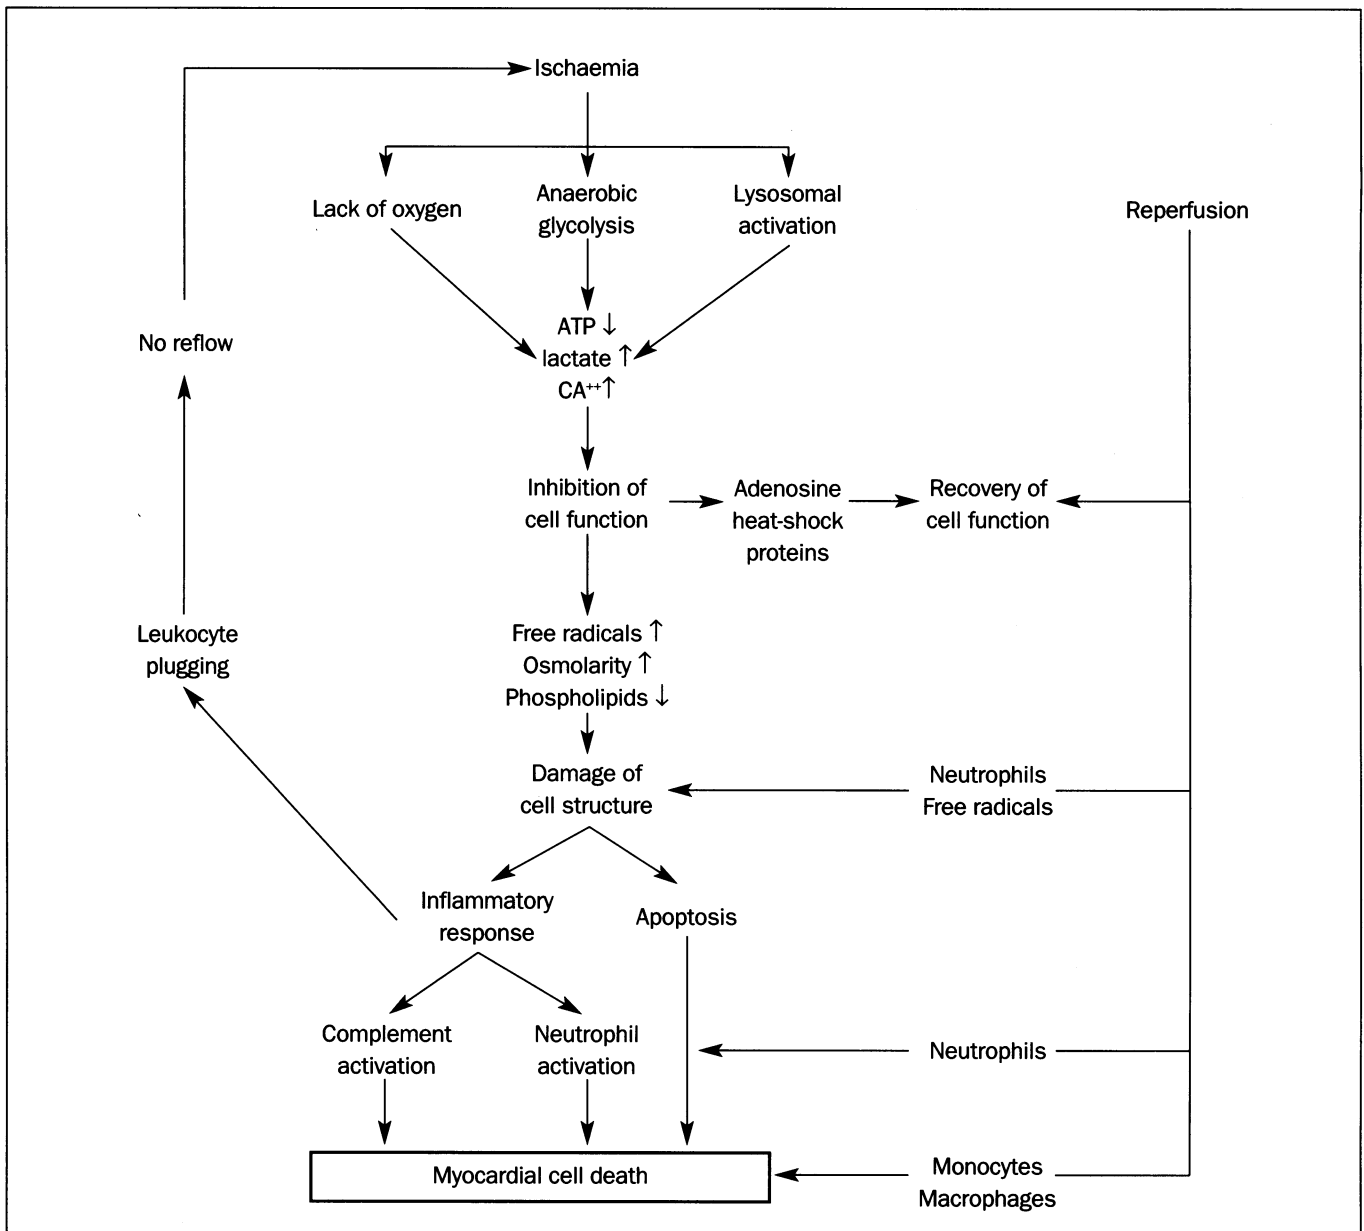 Ischaemia
Lack of oxygen
Anaerobic
glycolysis
Lysosomal
activation
Reperfusion
ATP ↓
lactate ↑
CA⁺⁺↑
No reflow
Inhibition of
cell function
Adenosine
heat-shock
proteins
Recovery of
cell function
Leukocyte
plugging
Free radicals ↑
Osmolarity ↑
Phospholipids ↓
Damage of
cell structure
Neutrophils
Free radicals
Inflammatory
response
Apoptosis
Complement
activation
Neutrophil
activation
Neutrophils
Myocardial cell death
Monocytes
Macrophages